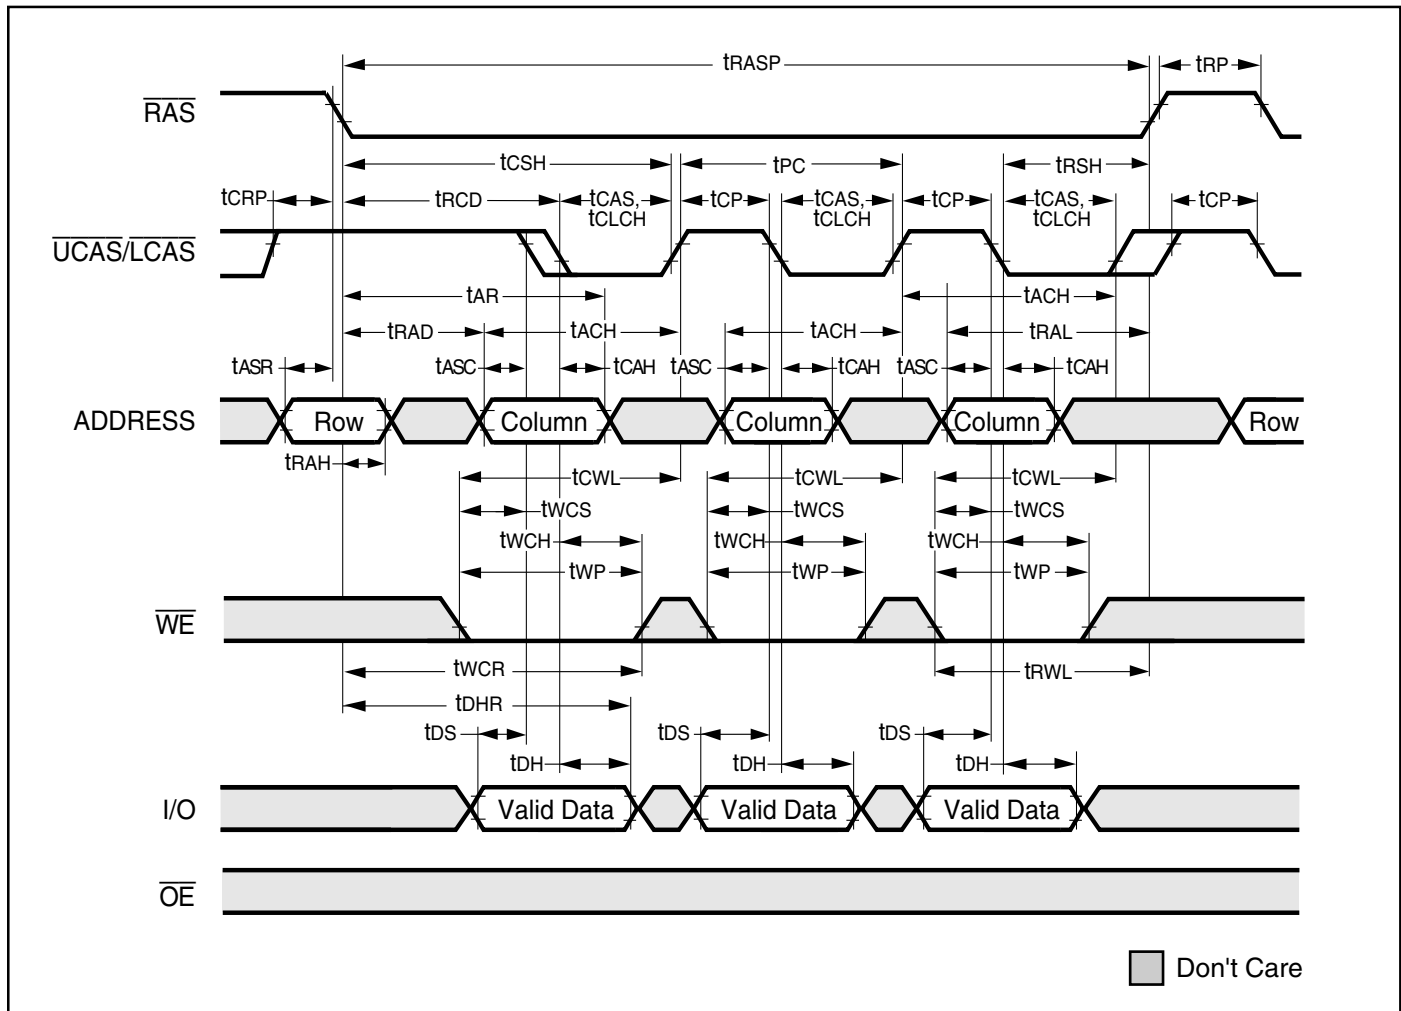 tRASP
tRP
RAS
tCSH
tPC
tRSH
tCRP
tRCD
tCAS,
tCLCH
tCP
tCAS,
tCLCH
tCP
tCAS,
tCLCH
tCP
UCAS/LCAS
tAR
tACH
tRAD
tACH
tACH
tRAL
tASR
tASC
tCAH
tASC
tCAH
tASC
tCAH
ADDRESS
Row
Column
Column
Column
Row
tRAH
tCWL
tCWL
tCWL
tWCS
tWCS
tWCS
tWCH
tWCH
tWCH
tWP
tWP
tWP
WE
tWCR
tRWL
tDHR
tDS
tDS
tDS
tDH
tDH
tDH
I/O
Valid Data
Valid Data
Valid Data
OE
Don't Care